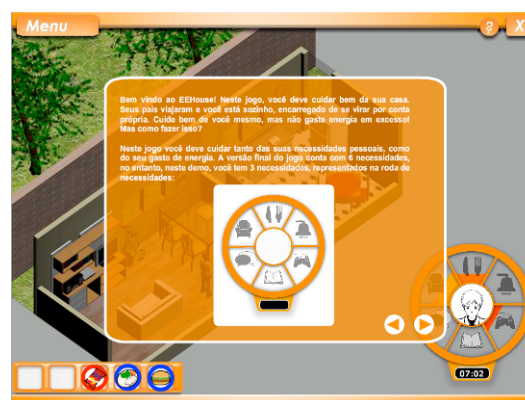 Menu
? X
Bem vindo ao EEHouse! Neste jogo, você deve cuidar bem da sua casa.
Seus pais viajaram e você está sozinho, encarregado de se virar por conta
própria. Cuide bem de você mesmo, mas não gaste energia em excesso!
Mas como fazer isso?
Neste jogo você deve cuidar tanto das suas necessidades pessoais, como
do seu gasto de energia. A versão final do jogo conta com 6 necessidades,
no entanto, neste demo, você tem 3 necessidades, representados na roda de
necessidades:
07:02